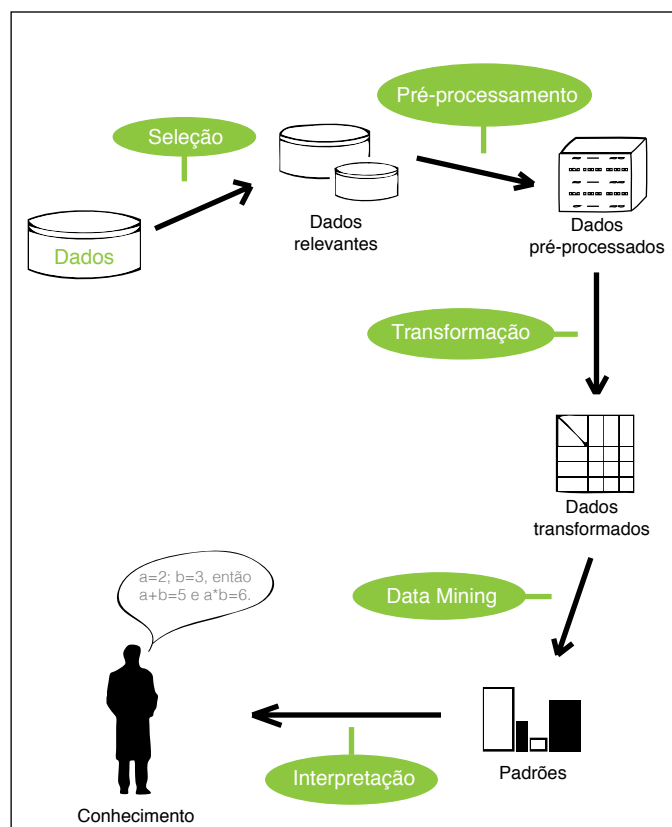 Pré-processamento
Seleção
Dados
relevantes
Dados
pré-processados
Dados
Transformação
Dados
transformados
a=2; b=3, então
a+b=5 e a*b=6.
Data Mining
Interpretação
Padrões
Conhecimento